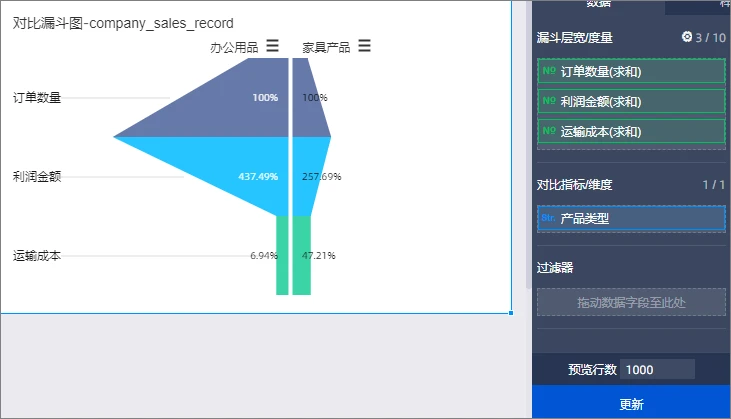 对比漏斗图-company_sales_record
办公用品 家具产品
订单数量 100% 100%
利润金额 437.49% 257.69%
运输成本 6.94% 47.21%
数据
漏斗层宽/度量 3 / 10
Nº 订单数量(求和)
Nº 利润金额(求和)
Nº 运输成本(求和)
对比指标/维度 1 / 1
Str. 产品类型
过滤器
拖动数据字段至此处
预览行数 1000
更新